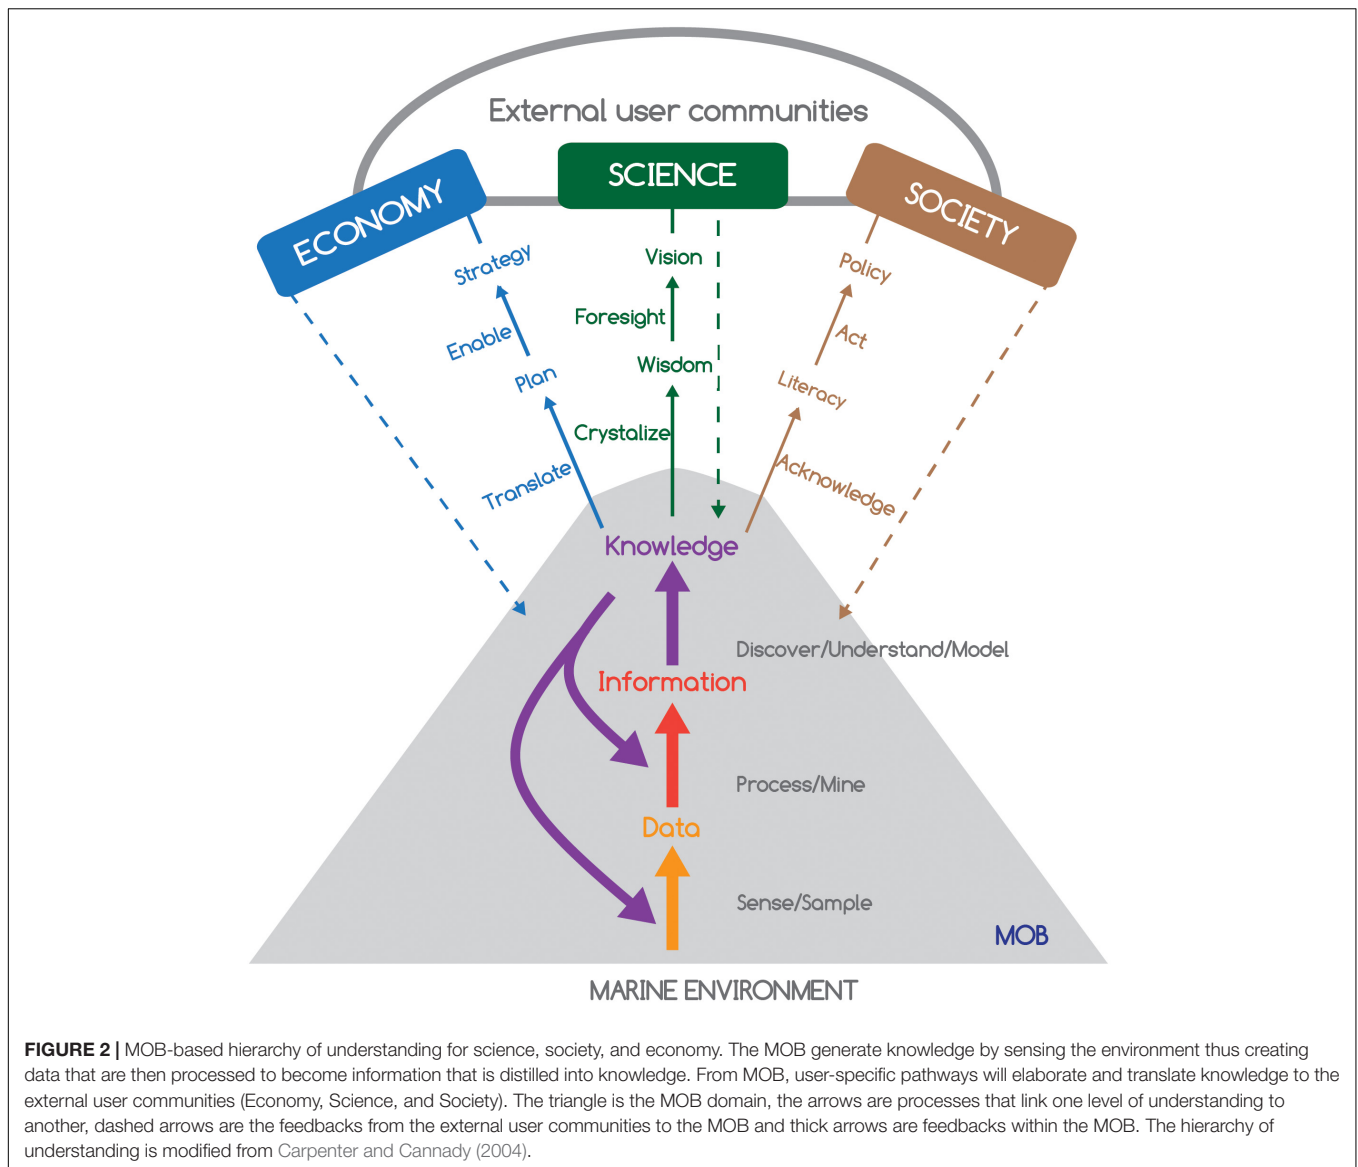 External user communities
ECONOMY
SCIENCE
SOCIETY
Strategy
Vision
Policy
Enable
Foresight
Act
Plan
Wisdom
Literacy
Translate
Crystalize
Acknowledge
Knowledge
Discover/Understand/Model
Information
Process/Mine
Data
Sense/Sample
MOB
MARINE ENVIRONMENT
FIGURE 2 | MOB-based hierarchy of understanding for science, society, and economy. The MOB generate knowledge by sensing the environment thus creating
data that are then processed to become information that is distilled into knowledge. From MOB, user-specific pathways will elaborate and translate knowledge to the
external user communities (Economy, Science, and Society). The triangle is the MOB domain, the arrows are processes that link one level of understanding to
another, dashed arrows are the feedbacks from the external user communities to the MOB and thick arrows are feedbacks within the MOB. The hierarchy of
understanding is modified from Carpenter and Cannady (2004).